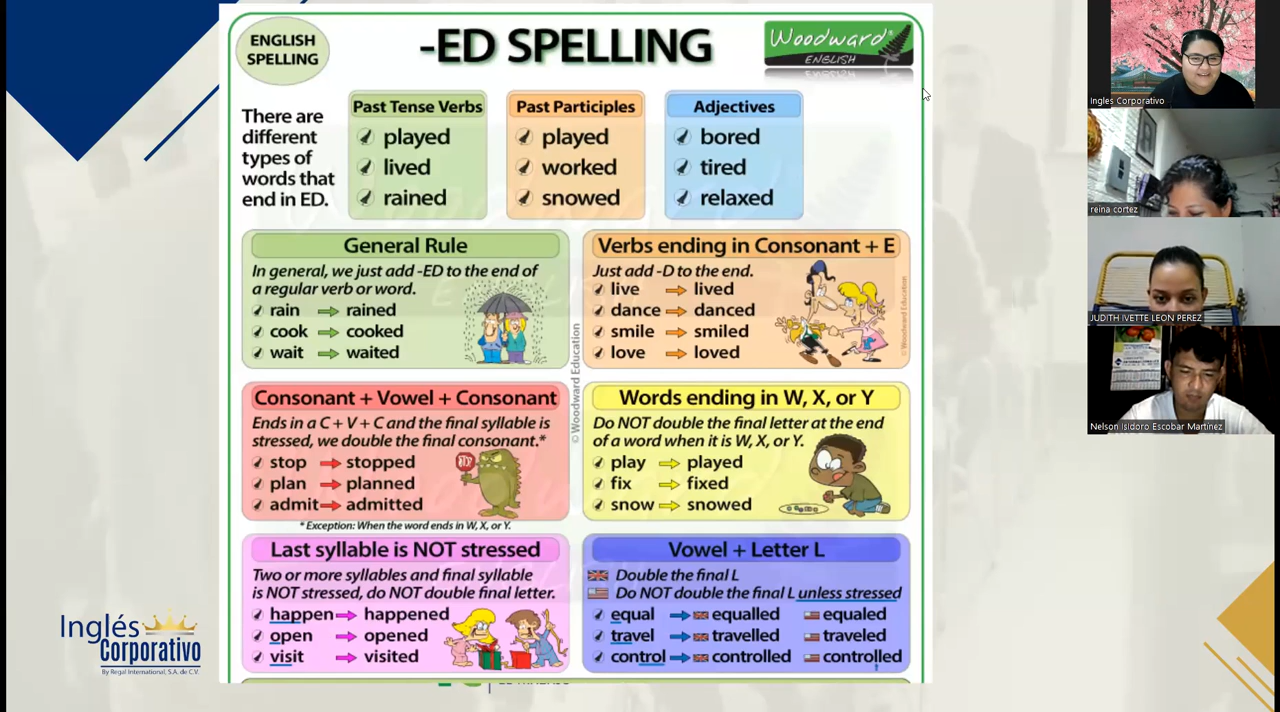 ENGLISH
SPELLING
-ED SPELLING
Woodward®
ENGLISH
There are
different
types of
words that
end in ED.
Past Tense Verbs
played
lived
rained
Past Participles
played
worked
snowed
Adjectives
bored
tired
relaxed
General Rule
In general, we just add -ED to the end of
a regular verb or word.
rain rained
cook cooked
wait waited
Verbs ending in Consonant + E
Just add -D to the end.
live lived
dance danced
smile smiled
love loved
© Woodward Education
© Woodward Education
Consonant + Vowel + Consonant
Ends in a C + V + C and the final syllable is
stressed, we double the final consonant.*
stop stopped
plan planned
admit admitted
* Exception: When the word ends in W, X, or Y.
Words ending in W, X, or Y
Do NOT double the final letter at the end
of a word when it is W, X, or Y.
play played
fix fixed
snow snowed
Last syllable is NOT stressed
Two or more syllables and final syllable
is NOT stressed, do NOT double final letter.
happen happened
open opened
visit visited
Vowel + Letter L
Double the final L
Do NOT double the final L unless stressed
equal equalled equaled
travel travelled traveled
control controlled controlled
Inglés
Corporativo
By Regal International, S.A. de C.V.
Ingles Corporativo
reina cortez
JUDITH IVETTE LEON PEREZ
Nelson Isidoro Escobar Martínez